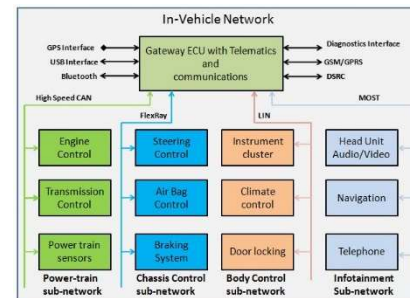 In-Vehicle Network
GPS Interface
USB Interface
Bluetooth
Gateway ECU with Telematics
and
communications
Diagnostics Interface
GSM/GPRS
DSRC
High Speed CAN
FlexRay
LIN
MOST
Engine
Control
Steering
Control
Instrument
cluster
Head Unit
Audio/Video
Transmission
Control
Air Bag
Control
Climate
control
Navigation
Power train
sensors
Braking
System
Door locking
Telephone
Power-train
sub-network
Chassis Control
sub-network
Body Control
sub-network
Infotainment
Sub-network